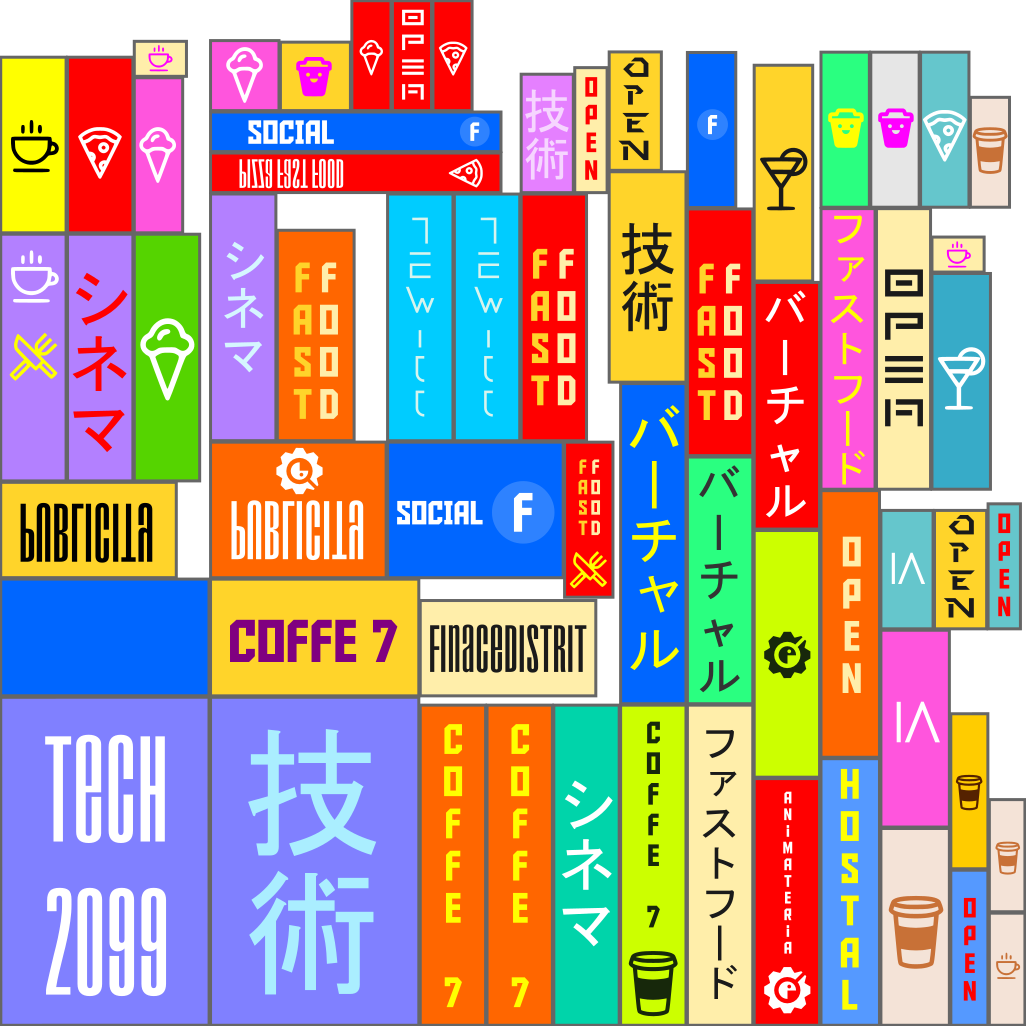 OPEN
SOCIAL F
PIZZA FAST FOOD
技術
OPEN
OPEN
F
シネマ
シネマ
FAST FOOD
FAST FOOD
技術
FAST FOOD
バーチャル
ファストフード
OPEN
PUBLICITA
PUBLICITA
SOCIAL F
FAST FOOD
バーチャル
バーチャル
OPEN
IA
OPEN
OPEN
COFFE 7
FINACEDISTRIT
IA
TECH
2099
技術
COFFE 7
COFFE 7
シネマ
COFFE 7
ファストフード
ANIMATERIA
HOSTAL
OPEN